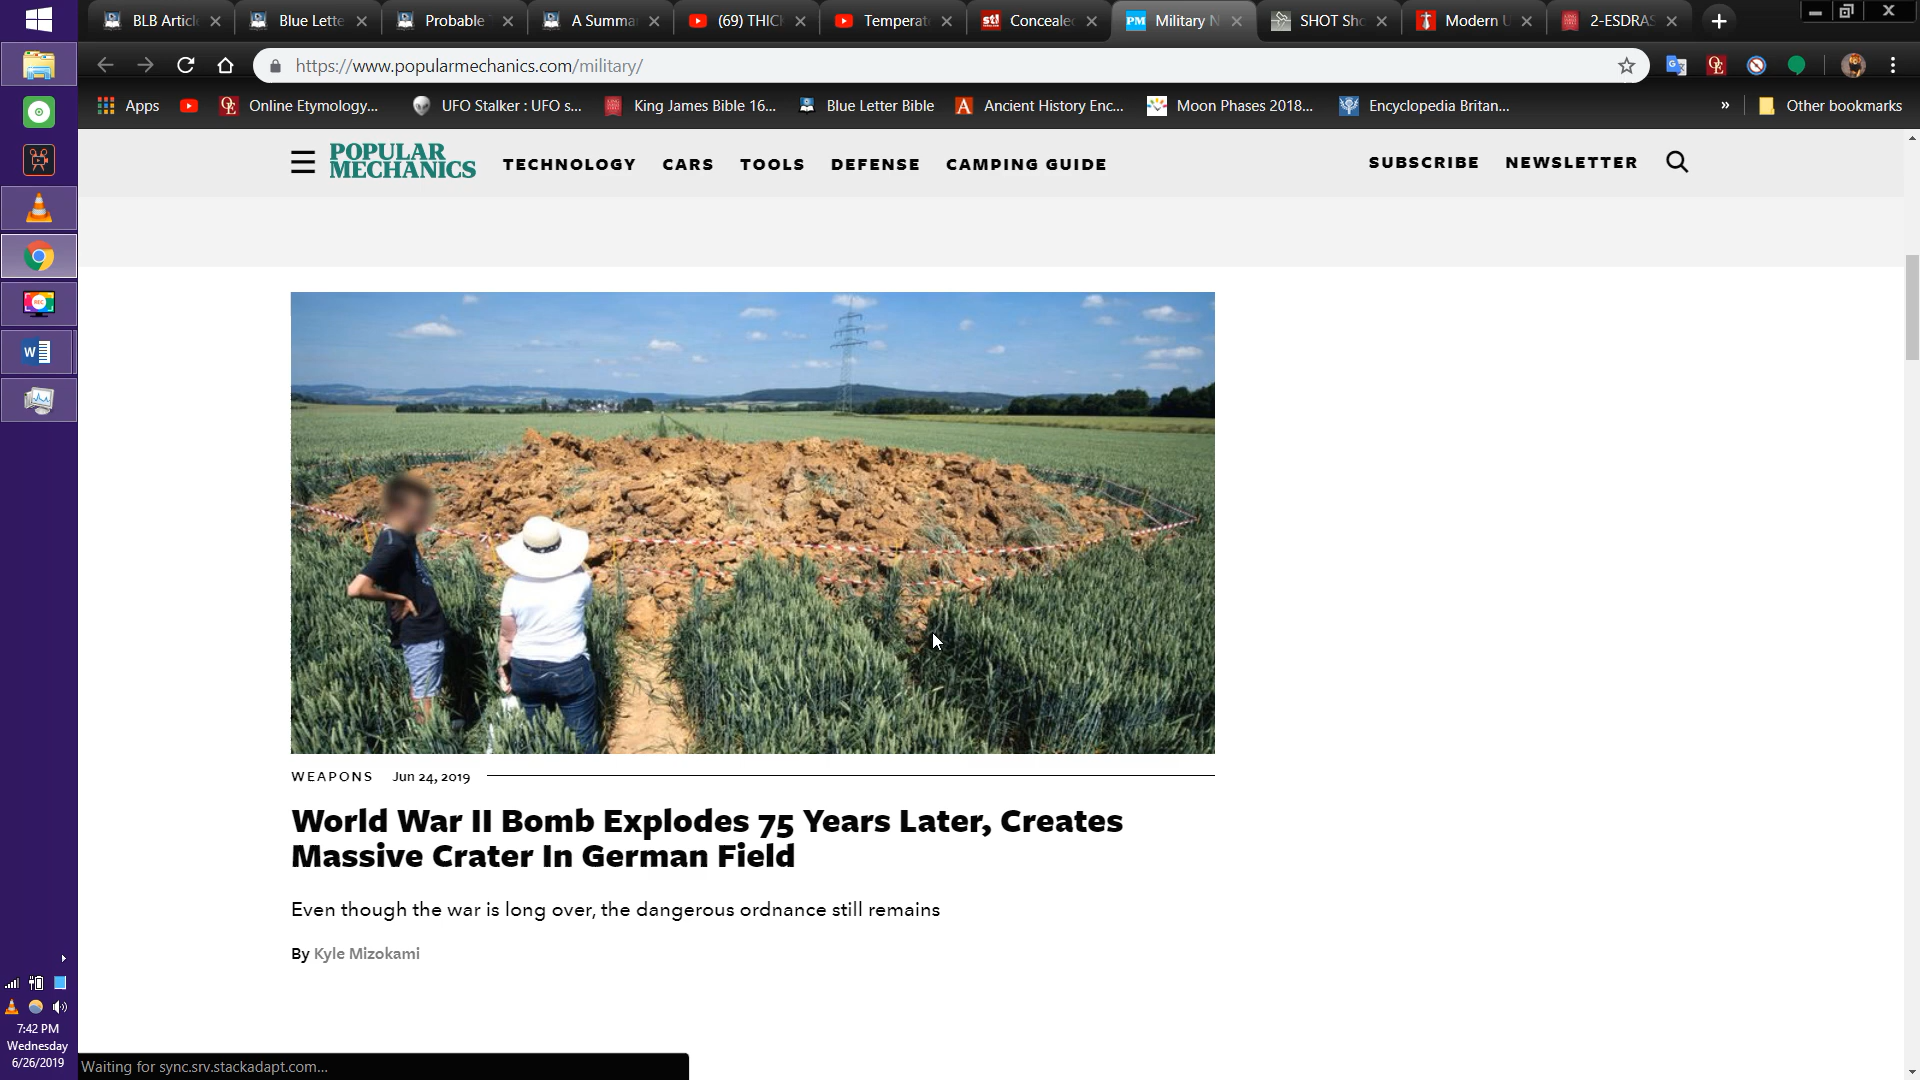 BLB Artic
Blue Lette
Probable
A Summa
(69) THIC
Temperat
Conceale
Military N
SHOT Sh
Modern U
2-ESDRAS
https://www.popularmechanics.com/military/
Apps
Online Etymology...
UFO Stalker : UFO s...
King James Bible 16...
Blue Letter Bible
Ancient History Enc...
Moon Phases 2018...
Encyclopedia Britan...
»
Other bookmarks
POPULAR
MECHANICS
TECHNOLOGY
CARS
TOOLS
DEFENSE
CAMPING GUIDE
SUBSCRIBE
NEWSLETTER
WEAPONS Jun 24, 2019
World War II Bomb Explodes 75 Years Later, Creates
Massive Crater In German Field
Even though the war is long over, the dangerous ordnance still remains
By Kyle Mizokami
7:42 PM
Wednesday
6/26/2019
Waiting for sync.srv.stackadapt.com...